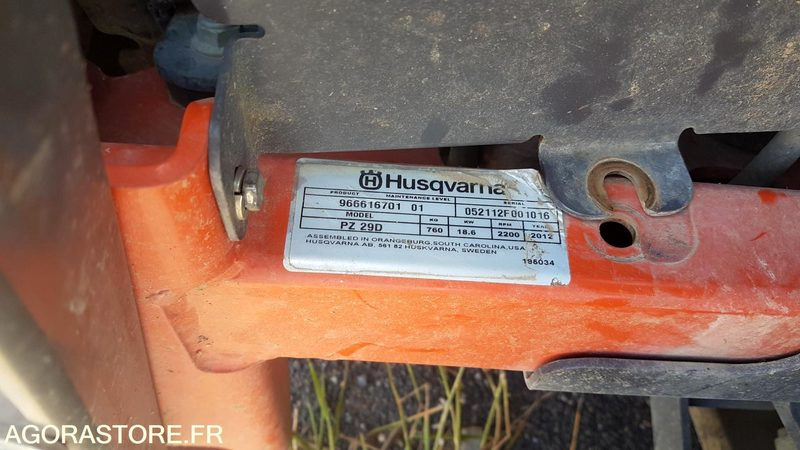 Husqvarna
PRODUCT MAINTENANCE LEVEL SERIAL
966616701 01 052112F001016
MODEL KG KW RPM YEAR
PZ 29D 760 18.6 2200 2012
ASSEMBLED IN ORANGEBURG, SOUTH CAROLINA, USA
HUSQVARNA AB, 561 82 HUSKVARNA, SWEDEN
195034
AGORASTORE.FR